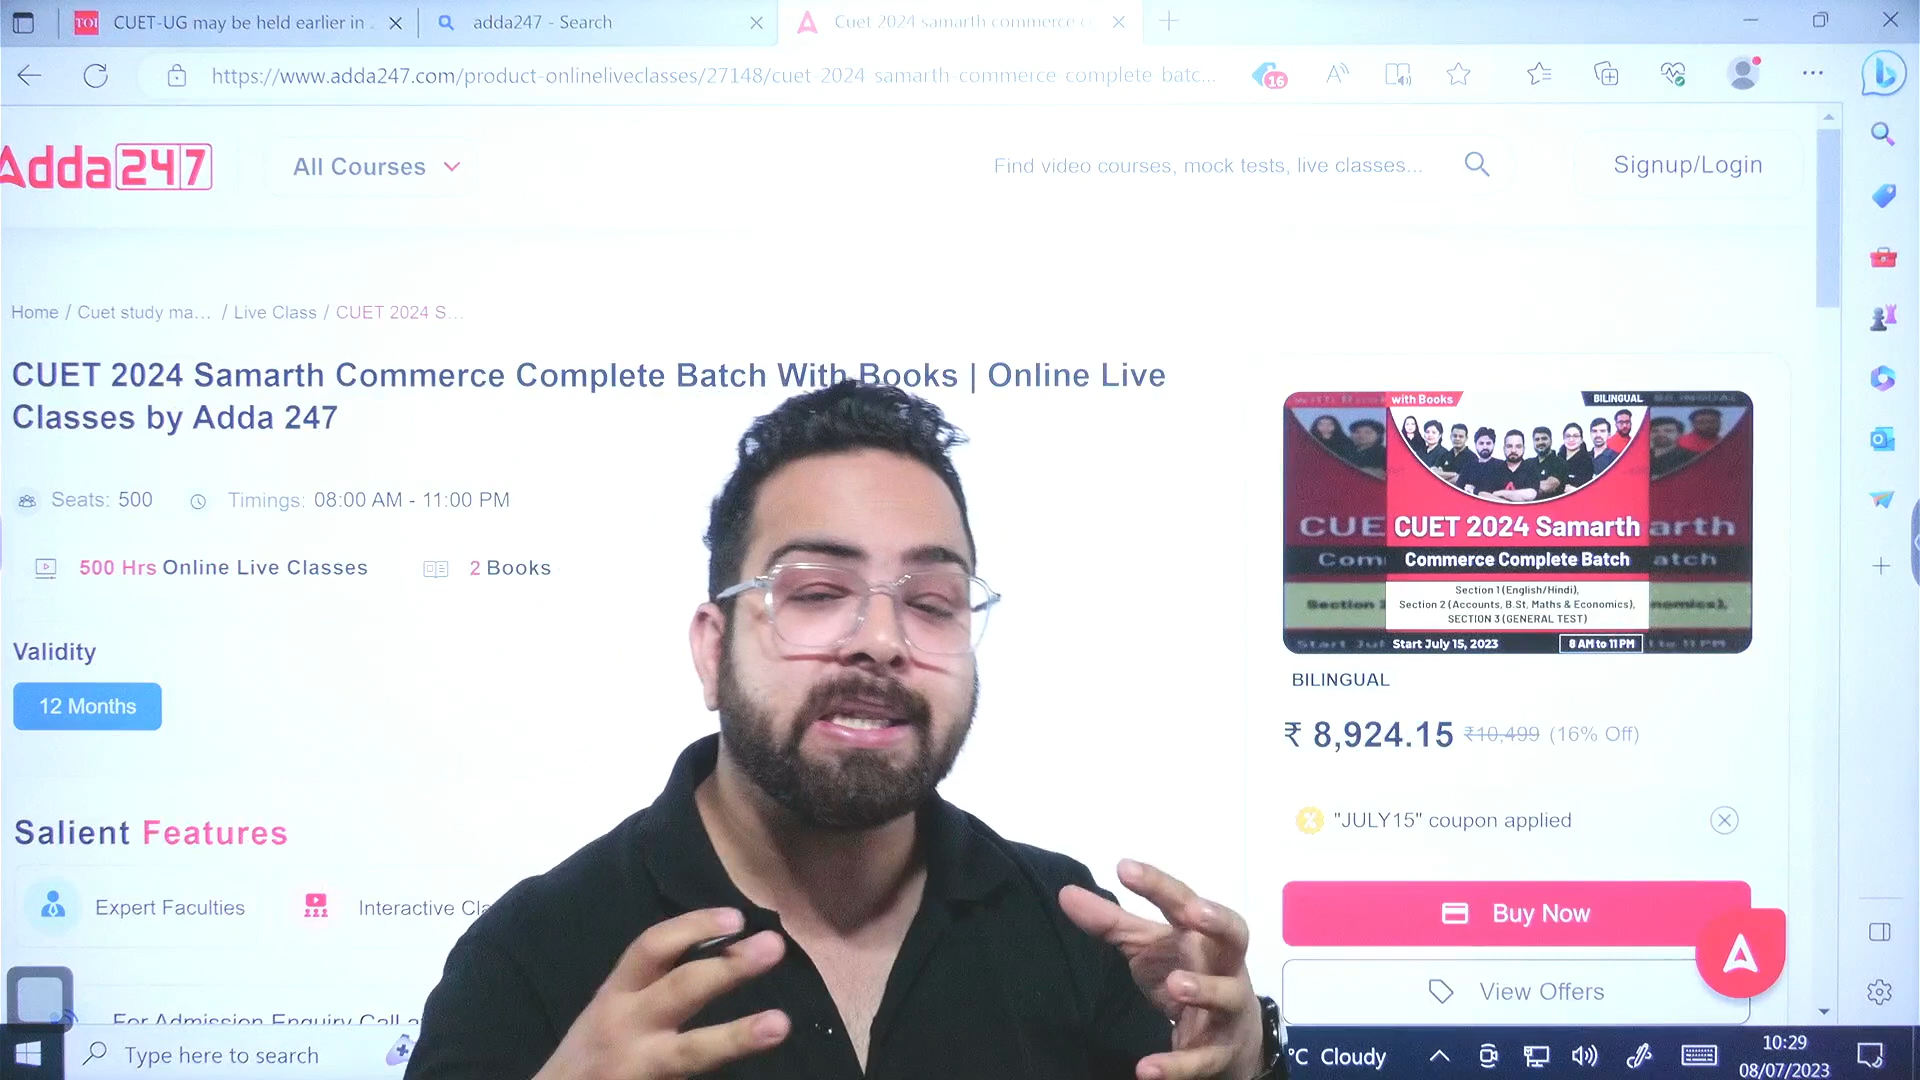 CUET-UG may be held earlier in
adda247 - Search
Cuet 2024 samarth commerce c
https://www.adda247.com/product-onlineliveclasses/27148/cuet-2024-samarth-commerce-complete-batc...
16
Adda247
All Courses
Find video courses, mock tests, live classes...
Signup/Login
Home / Cuet study ma... / Live Class / CUET 2024 S...
CUET 2024 Samarth Commerce Complete Batch With Books | Online Live
Classes by Adda 247
Seats: 500
Timings: 08:00 AM - 11:00 PM
500 Hrs Online Live Classes
2 Books
Validity
12 Months
Salient Features
Expert Faculties
Interactive Cla
For Admission Enquiry Call a
with Books
BILINGUAL
CUET 2024 Samarth
Commerce Complete Batch
Section 1 (English/Hindi),
Section 2 (Accounts, B.St, Maths & Economics),
SECTION 3 (GENERAL TEST)
Start July 15, 2023
8 AM to 11 PM
BILINGUAL
₹ 8,924.15 ₹10,499 (16% Off)
"JULY15" coupon applied
Buy Now
View Offers
Type here to search
°C Cloudy
10:29
08/07/2023